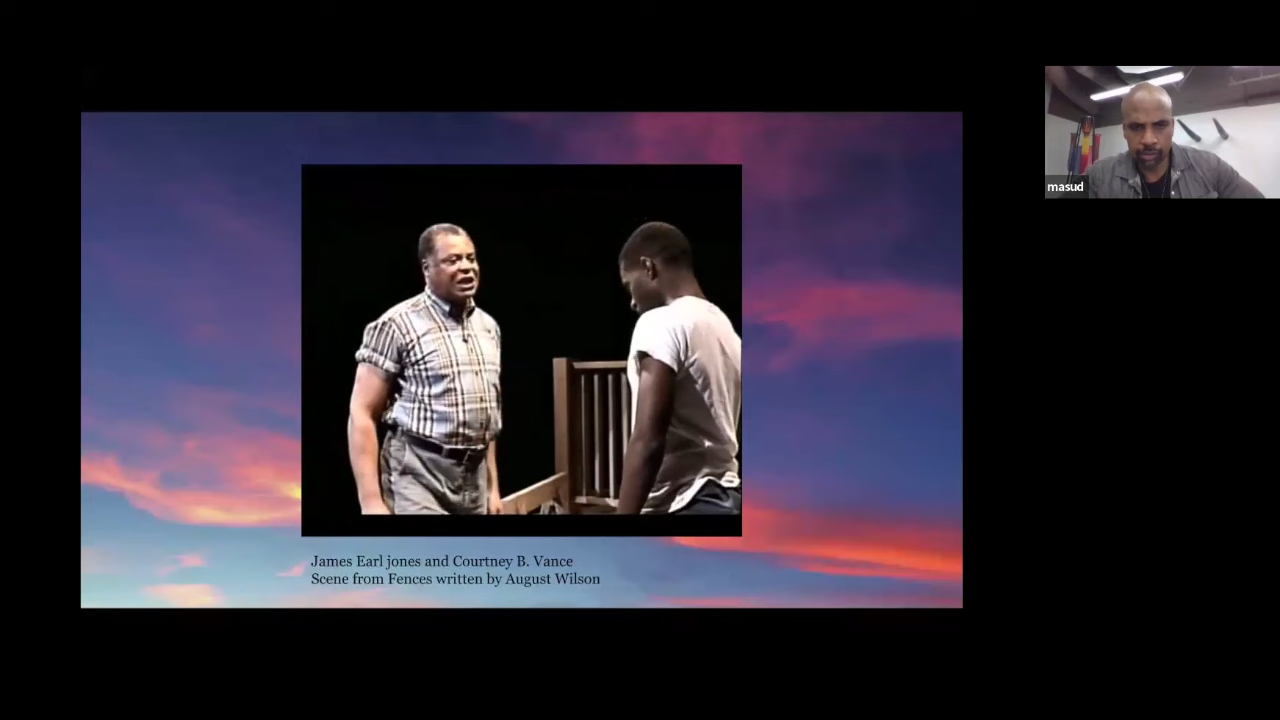 masud
James Earl jones and Courtney B. Vance
Scene from Fences written by August Wilson